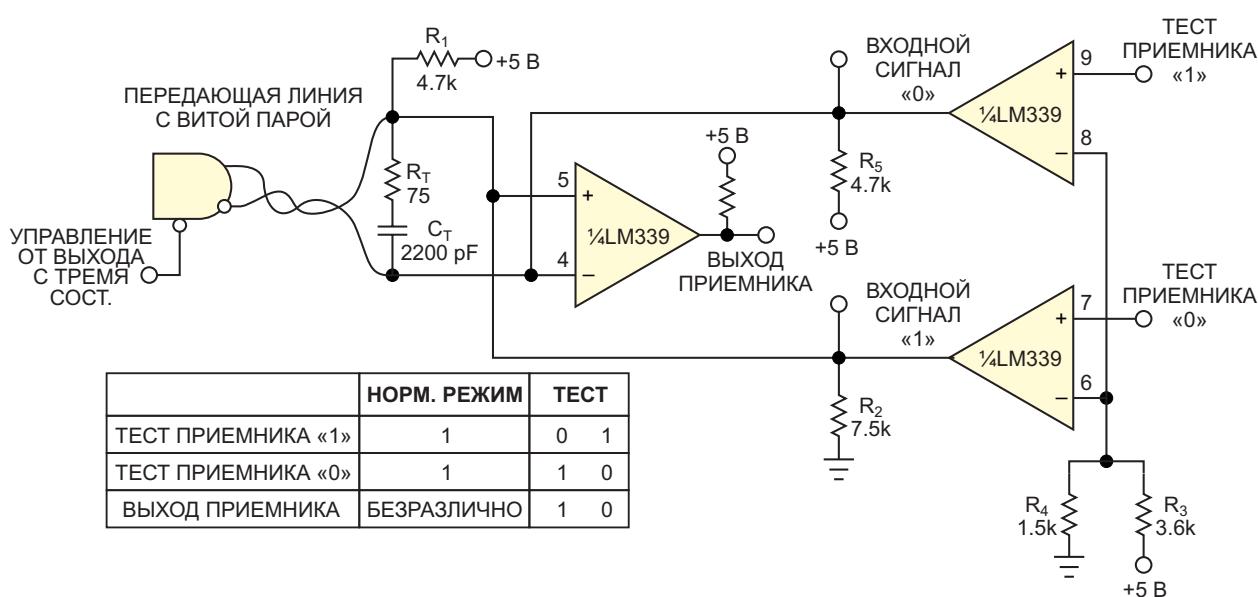 R1
4.7k
+5 В
ПЕРЕДАЮЩАЯ ЛИНИЯ
С ВИТОЙ ПАРОЙ
RT
75
CT
2200 pF
УПРАВЛЕНИЕ
ОТ ВЫХОДА
С ТРЕМЯ
СОСТ.
5
+
4
−
¼LM339
+5 В
ВЫХОД
ПРИЕМНИКА
ВХОДНОЙ
СИГНАЛ
«0»
R5
4.7k
+5 В
¼LM339
9
+
8
−
ТЕСТ
ПРИЕМНИКА
«1»
ВХОДНОЙ
СИГНАЛ
«1»
R2
7.5k
¼LM339
7
+
6
−
ТЕСТ
ПРИЕМНИКА
«0»
R4
1.5k
R3
3.6k
+5 В
НОРМ. РЕЖИМ ТЕСТ
ТЕСТ ПРИЕМНИКА «1» 1 0 1
ТЕСТ ПРИЕМНИКА «0» 1 1 0
ВЫХОД ПРИЕМНИКА БЕЗРАЗЛИЧНО 1 0